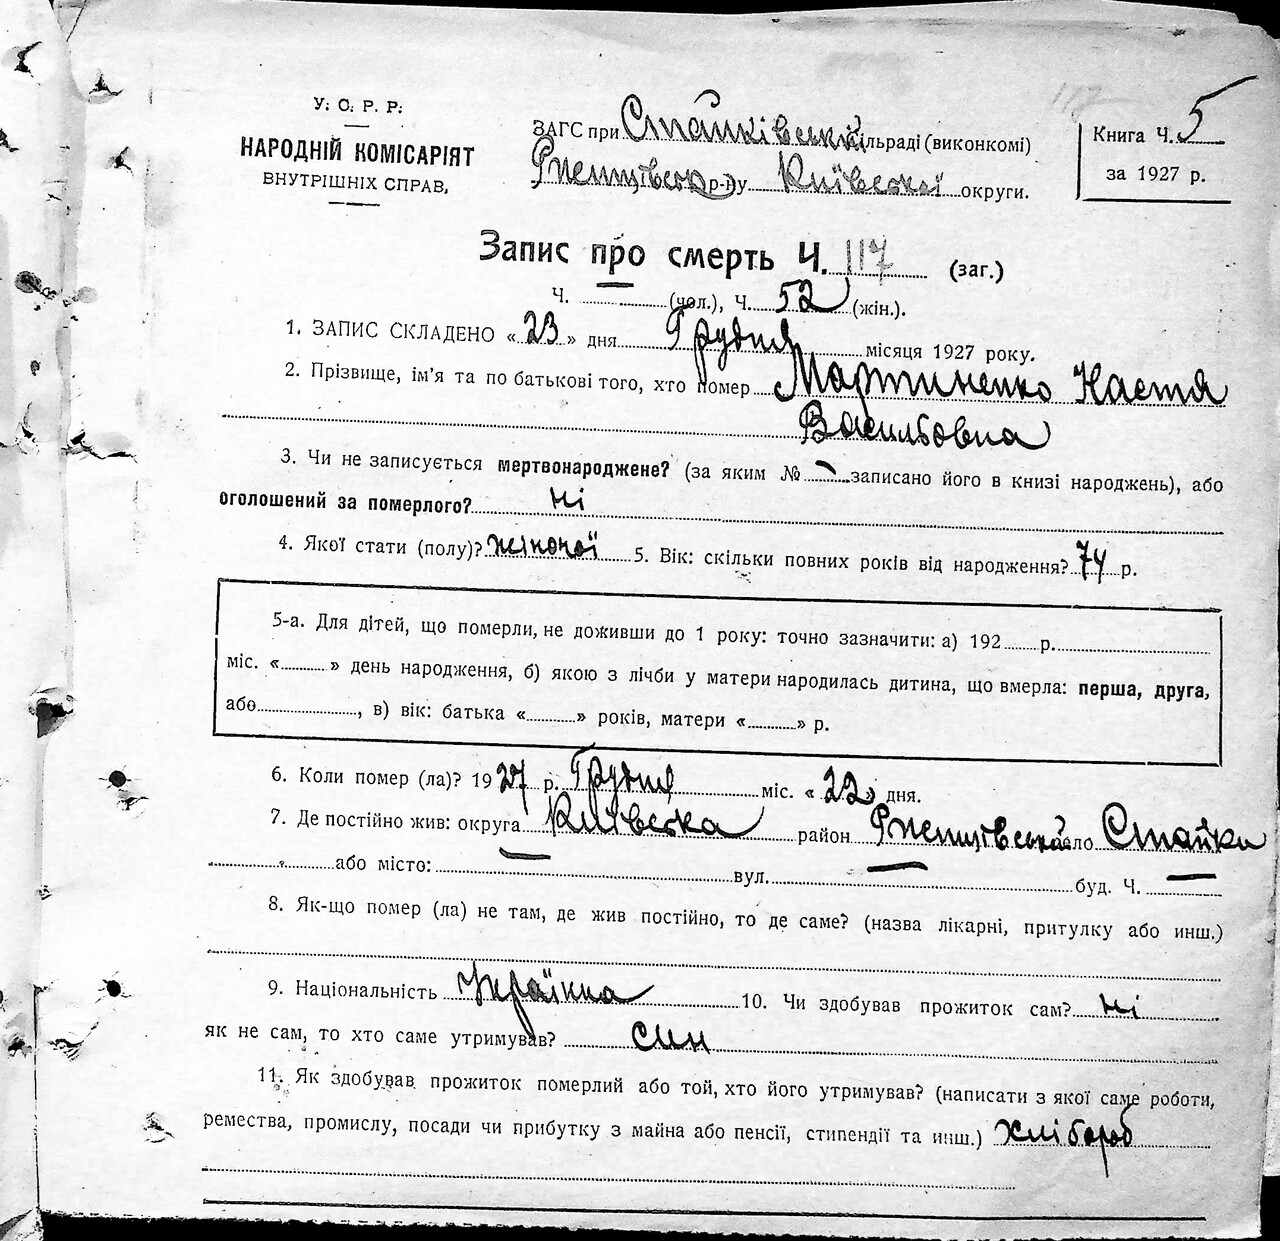 У. С. Р. Р.
НАРОДНІЙ КОМІСАРІЯТ
ВНУТРІШНІХ СПРАВ,
ЗАГС при Стайківській сільраді (виконкомі)
Ржищівськ. р-ну Київської округи.
117
Книга Ч. 5
за 1927 р.
Запис про смерть Ч. 117 (заг.)
Ч. (чол.), Ч. 52 (жін.).
1. ЗАПИС СКЛАДЕНО « 23 » дня Грудня місяця 1927 року.
2. Прізвище, ім'я та по батькові того, хто помер Мартиненко Настя
Васильовна
3. Чи не записується мертвонароджене? (за яким № — записано його в книзі народжень), або
оголошений за померлого? Ні
4. Якої стати (полу)? жіночої 5. Вік: скільки повних років від народження? 74 р.
5-а. Для дітей, що померли, не доживши до 1 року: точно зазначити: а) 192 р.
міс. « » день народження, б) якою з лічби у матери народилась дитина, що вмерла: перша, друга,
або , в) вік: батька « » років, матери « » р.
6. Коли помер (ла)? 1927 р. Грудня міс. « 22 » дня.
7. Де постійно жив: округа Київська район Ржищівський село Стайки
або місто: — вул. — буд. Ч. —
8. Як-що помер (ла) не там, де жив постійно, то де саме? (назва лікарні, притулку або инш.)
9. Національність Українка 10. Чи здобував прожиток сам? Ні
як не сам, то хто саме утримував? син
11. Як здобував прожиток померлий або той, хто його утримував? (написати з якої саме роботи,
ремества, промислу, посади чи прибутку з майна або пенсії, стипендії та инш.) хлібороб